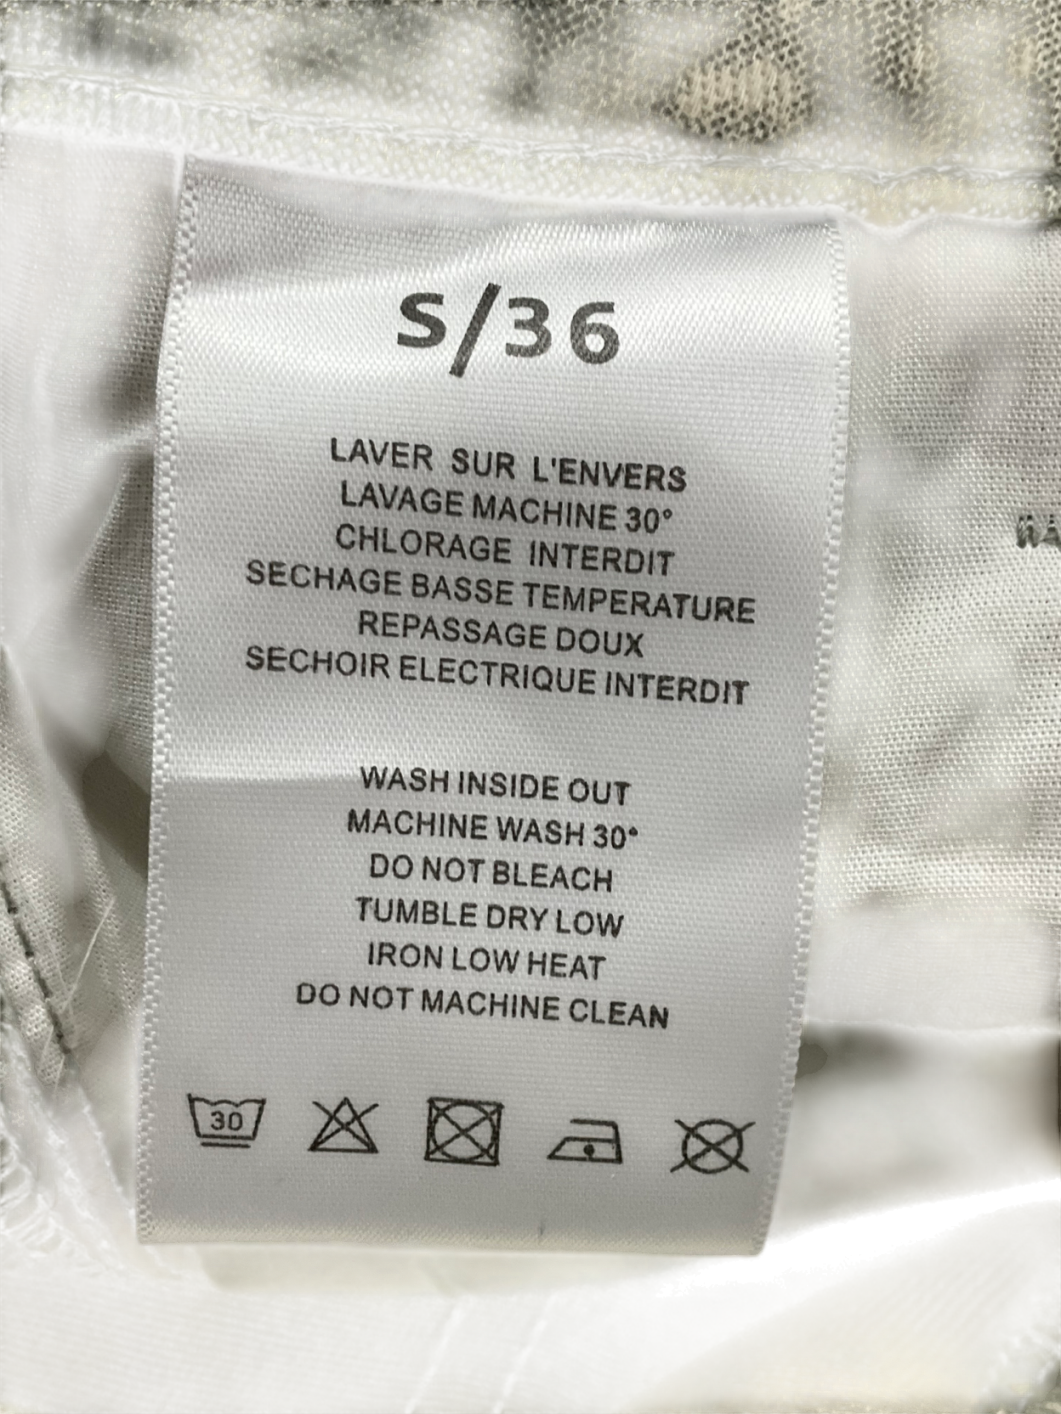 S/36
LAVER SUR L'ENVERS
LAVAGE MACHINE 30°
CHLORAGE INTERDIT
SECHAGE BASSE TEMPERATURE
REPASSAGE DOUX
SECHOIR ELECTRIQUE INTERDIT
WASH INSIDE OUT
MACHINE WASH 30°
DO NOT BLEACH
TUMBLE DRY LOW
IRON LOW HEAT
DO NOT MACHINE CLEAN
30